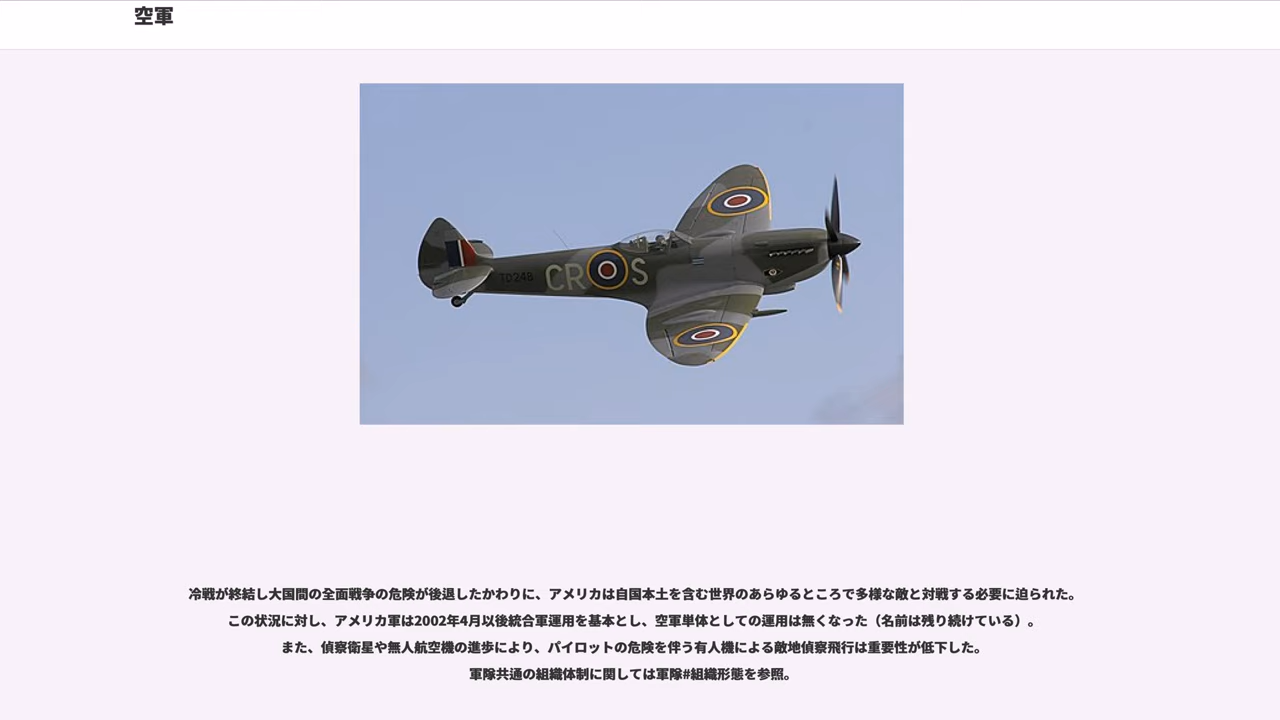 空軍
TD248
CR S
冷戦が終結し大国間の全面戦争の危険が後退したかわりに、アメリカは自国本土を含む世界のあらゆるところで多様な敵と対戦する必要に迫られた。
この状況に対し、アメリカ軍は2002年4月以後統合軍運用を基本とし、空軍単体としての運用は無くなった（名前は残り続けている）。
また、偵察衛星や無人航空機の進歩により、パイロットの危険を伴う有人機による敵地偵察飛行は重要性が低下した。
軍隊共通の組織体制に関しては軍隊#組織形態を参照。